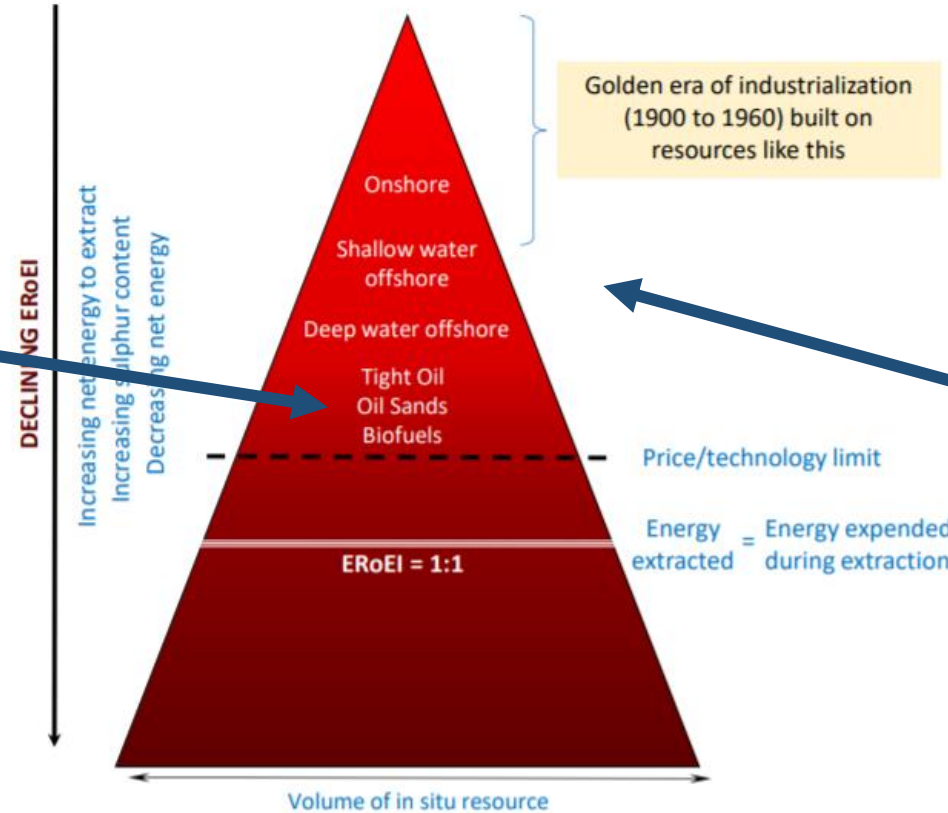 Golden era of industrialization
(1900 to 1960) built on
resources like this
DECLINING ERoEI
Increasing net energy to extract
Increasing sulphur content
Decreasing net energy
Onshore
Shallow water
offshore
Deep water offshore
Tight Oil
Oil Sands
Biofuels
Price/technology limit
Energy
extracted
=
Energy expended
during extraction
ERoEI = 1:1
Volume of in situ resource